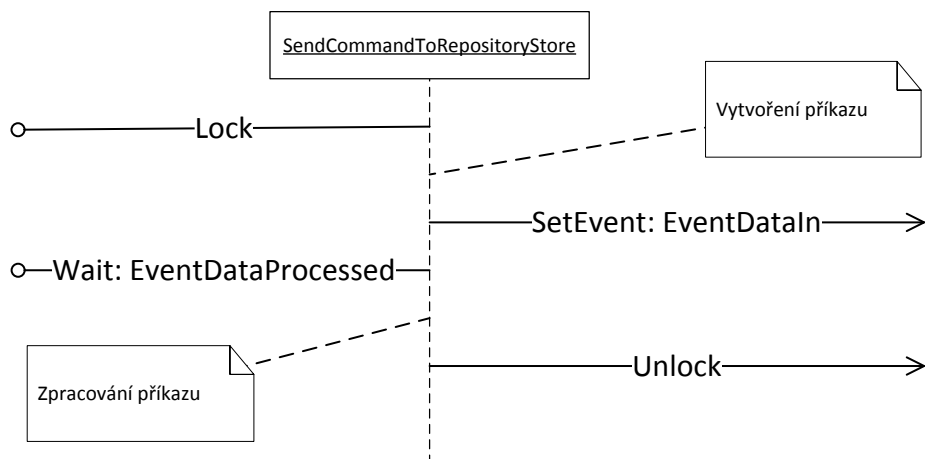 SendCommandToRepositoryStore
Vytvoření příkazu
Lock
SetEvent: EventDataIn
Wait: EventDataProcessed
Unlock
Zpracování příkazu